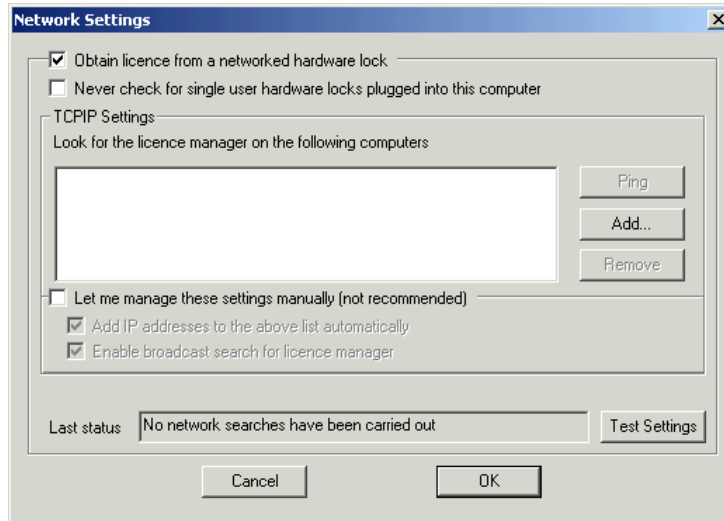 Network Settings
Obtain licence from a networked hardware lock
Never check for single user hardware locks plugged into this computer
TCPIP Settings
Look for the licence manager on the following computers
Ping
Add...
Remove
Let me manage these settings manually (not recommended)
Add IP addresses to the above list automatically
Enable broadcast search for licence manager
Last status No network searches have been carried out Test Settings
Cancel OK